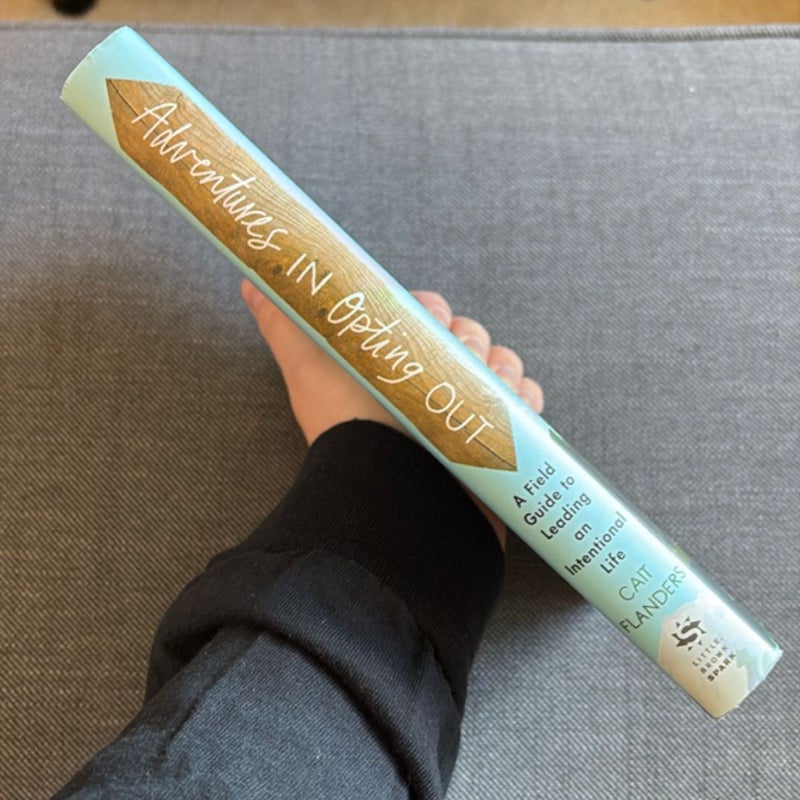 Adventures IN Opting OUT
A Field
Guide to
Leading
an
Intentional
Life
CAIT
FLANDERS
S
LITTLE,
BROWN
SPARK